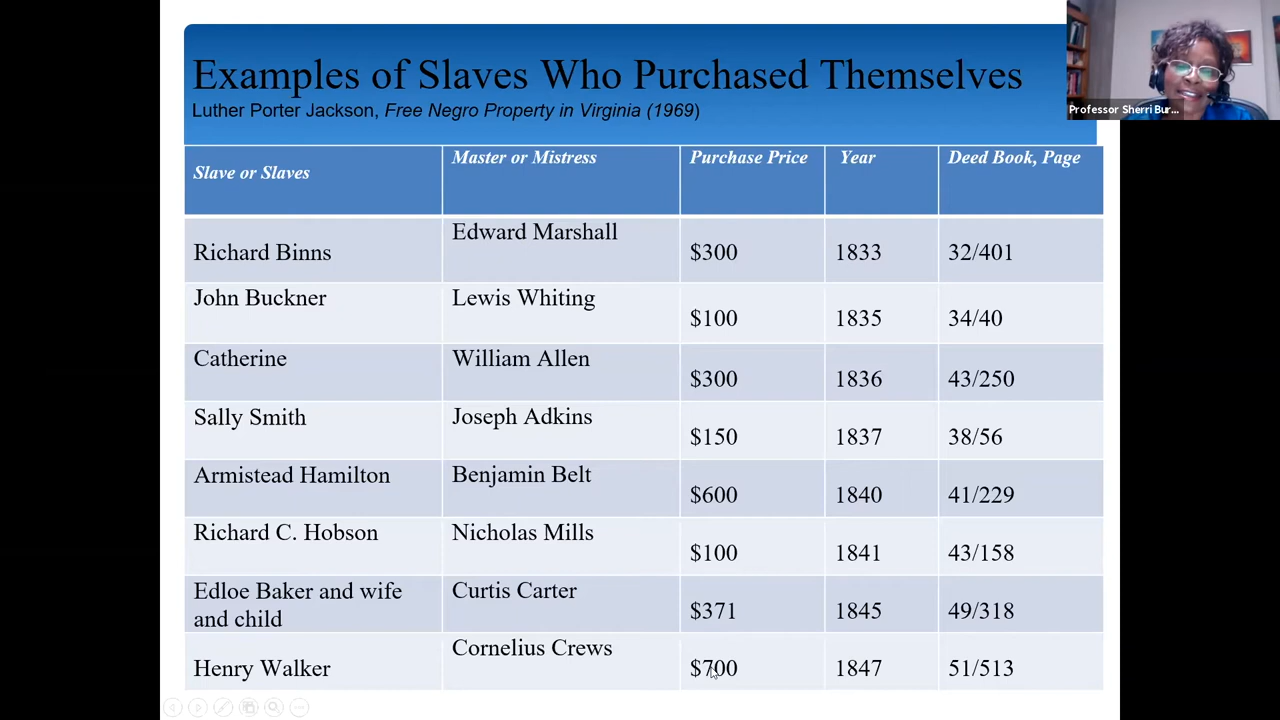 Examples of Slaves Who Purchased Themselves
Luther Porter Jackson, Free Negro Property in Virginia (1969)
Professor Sherri Bur...
Slave or Slaves Master or Mistress Purchase Price Year Deed Book, Page
Richard Binns Edward Marshall $300 1833 32/401
John Buckner Lewis Whiting $100 1835 34/40
Catherine William Allen $300 1836 43/250
Sally Smith Joseph Adkins $150 1837 38/56
Armistead Hamilton Benjamin Belt $600 1840 41/229
Richard C. Hobson Nicholas Mills $100 1841 43/158
Edloe Baker and wife
and child Curtis Carter $371 1845 49/318
Henry Walker Cornelius Crews $700 1847 51/513